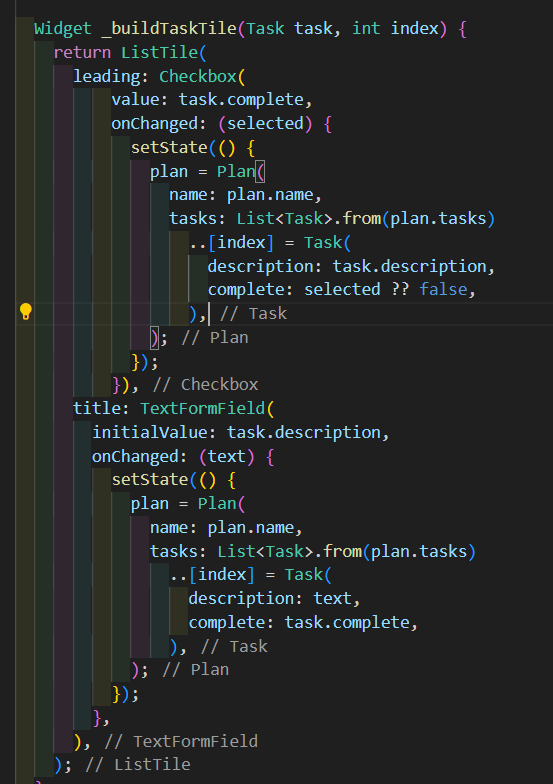 Widget _buildTaskTile(Task task, int index) {
  return ListTile(
    leading: Checkbox(
        value: task.complete,
        onChanged: (selected) {
          setState(() {
            plan = Plan(
              name: plan.name,
              tasks: List<Task>.from(plan.tasks)
                ..[index] = Task(
                  description: task.description,
                  complete: selected ?? false,
                ), // Task
            ); // Plan
          });
        }), // Checkbox
    title: TextFormField(
      initialValue: task.description,
      onChanged: (text) {
        setState(() {
          plan = Plan(
            name: plan.name,
            tasks: List<Task>.from(plan.tasks)
              ..[index] = Task(
                description: text,
                complete: task.complete,
              ), // Task
          ); // Plan
        });
      },
    ), // TextFormField
  ); // ListTile